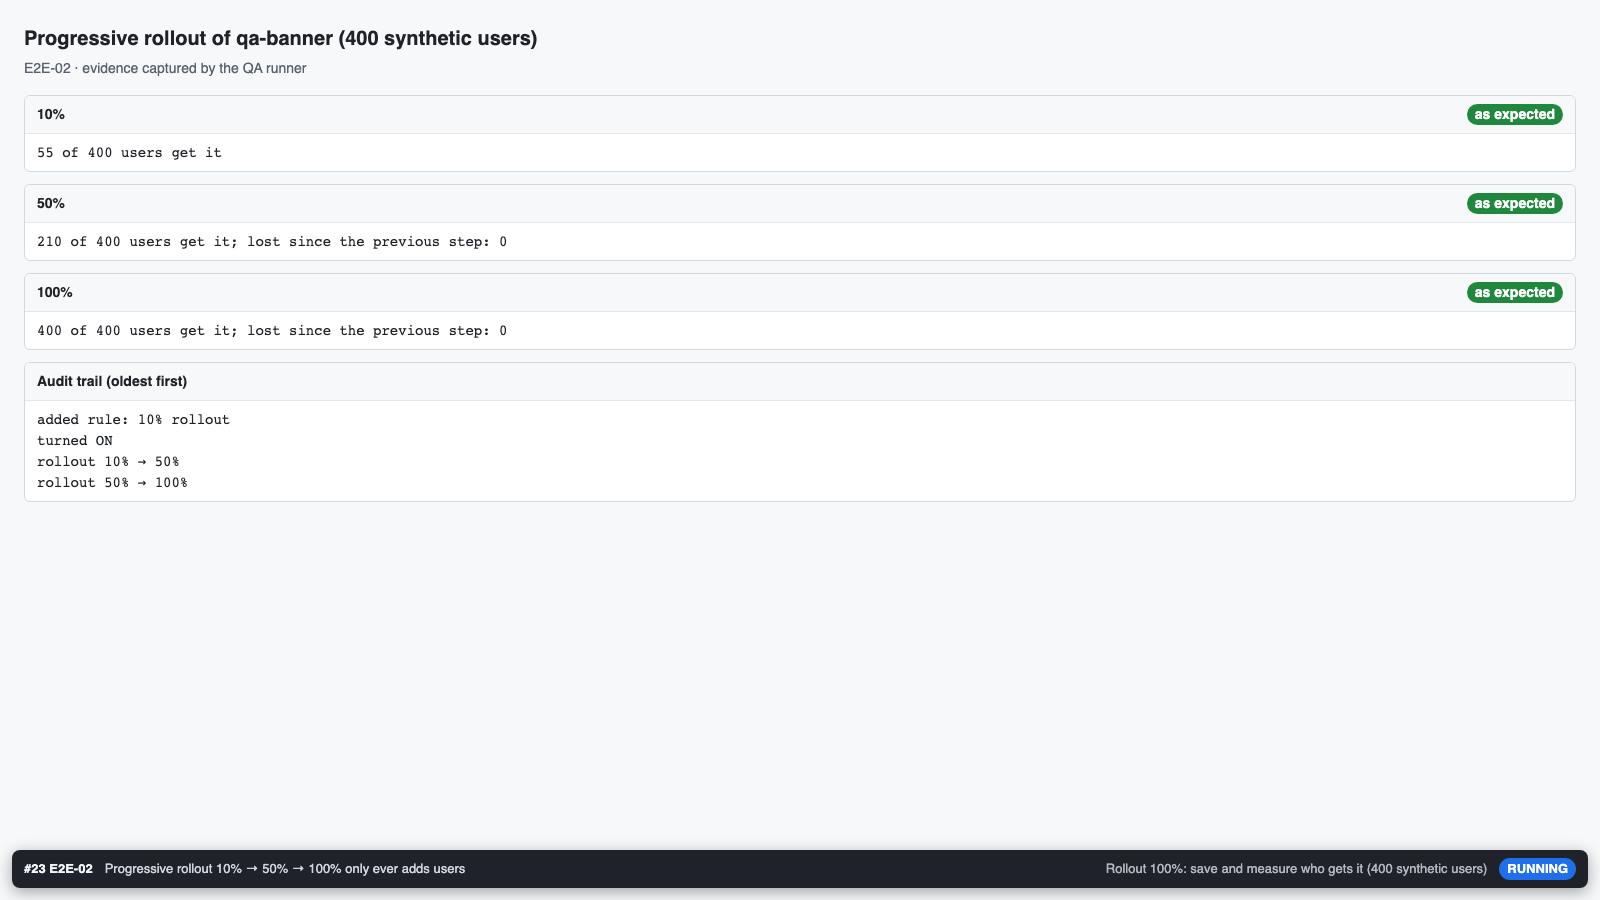 Progressive rollout of qa-banner (400 synthetic users)
E2E-02 · evidence captured by the QA runner
10% as expected
55 of 400 users get it
50% as expected
210 of 400 users get it; lost since the previous step: 0
100% as expected
400 of 400 users get it; lost since the previous step: 0
Audit trail (oldest first)
added rule: 10% rollout
turned ON
rollout 10% → 50%
rollout 50% → 100%
#23 E2E-02 Progressive rollout 10% → 50% → 100% only ever adds users Rollout 100%: save and measure who gets it (400 synthetic users) RUNNING